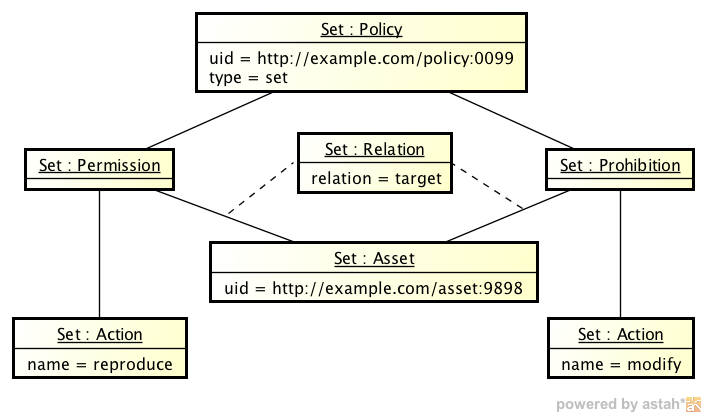 Set : Policy
uid = http://example.com/policy:0099
type = set
Set : Permission
Set : Relation
relation = target
Set : Prohibition
Set : Asset
uid = http://example.com/asset:9898
Set : Action
name = reproduce
Set : Action
name = modify
powered by astah*